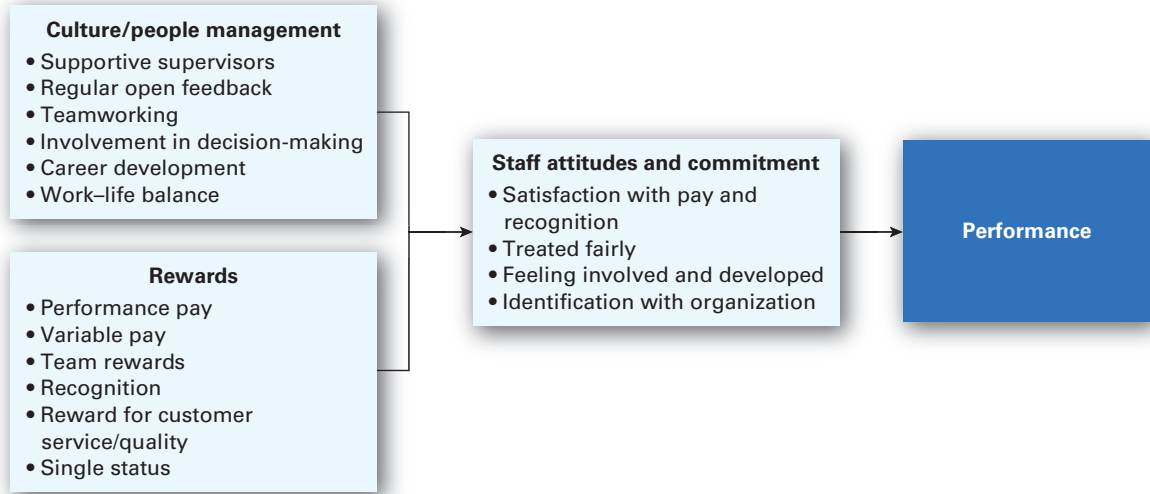 Culture/people management
• Supportive supervisors
• Regular open feedback
• Teamworking
• Involvement in decision-making
• Career development
• Work–life balance
Rewards
• Performance pay
• Variable pay
• Team rewards
• Recognition
• Reward for customer
service/quality
• Single status
Staff attitudes and commitment
• Satisfaction with pay and
recognition
• Treated fairly
• Feeling involved and developed
• Identification with organization
Performance